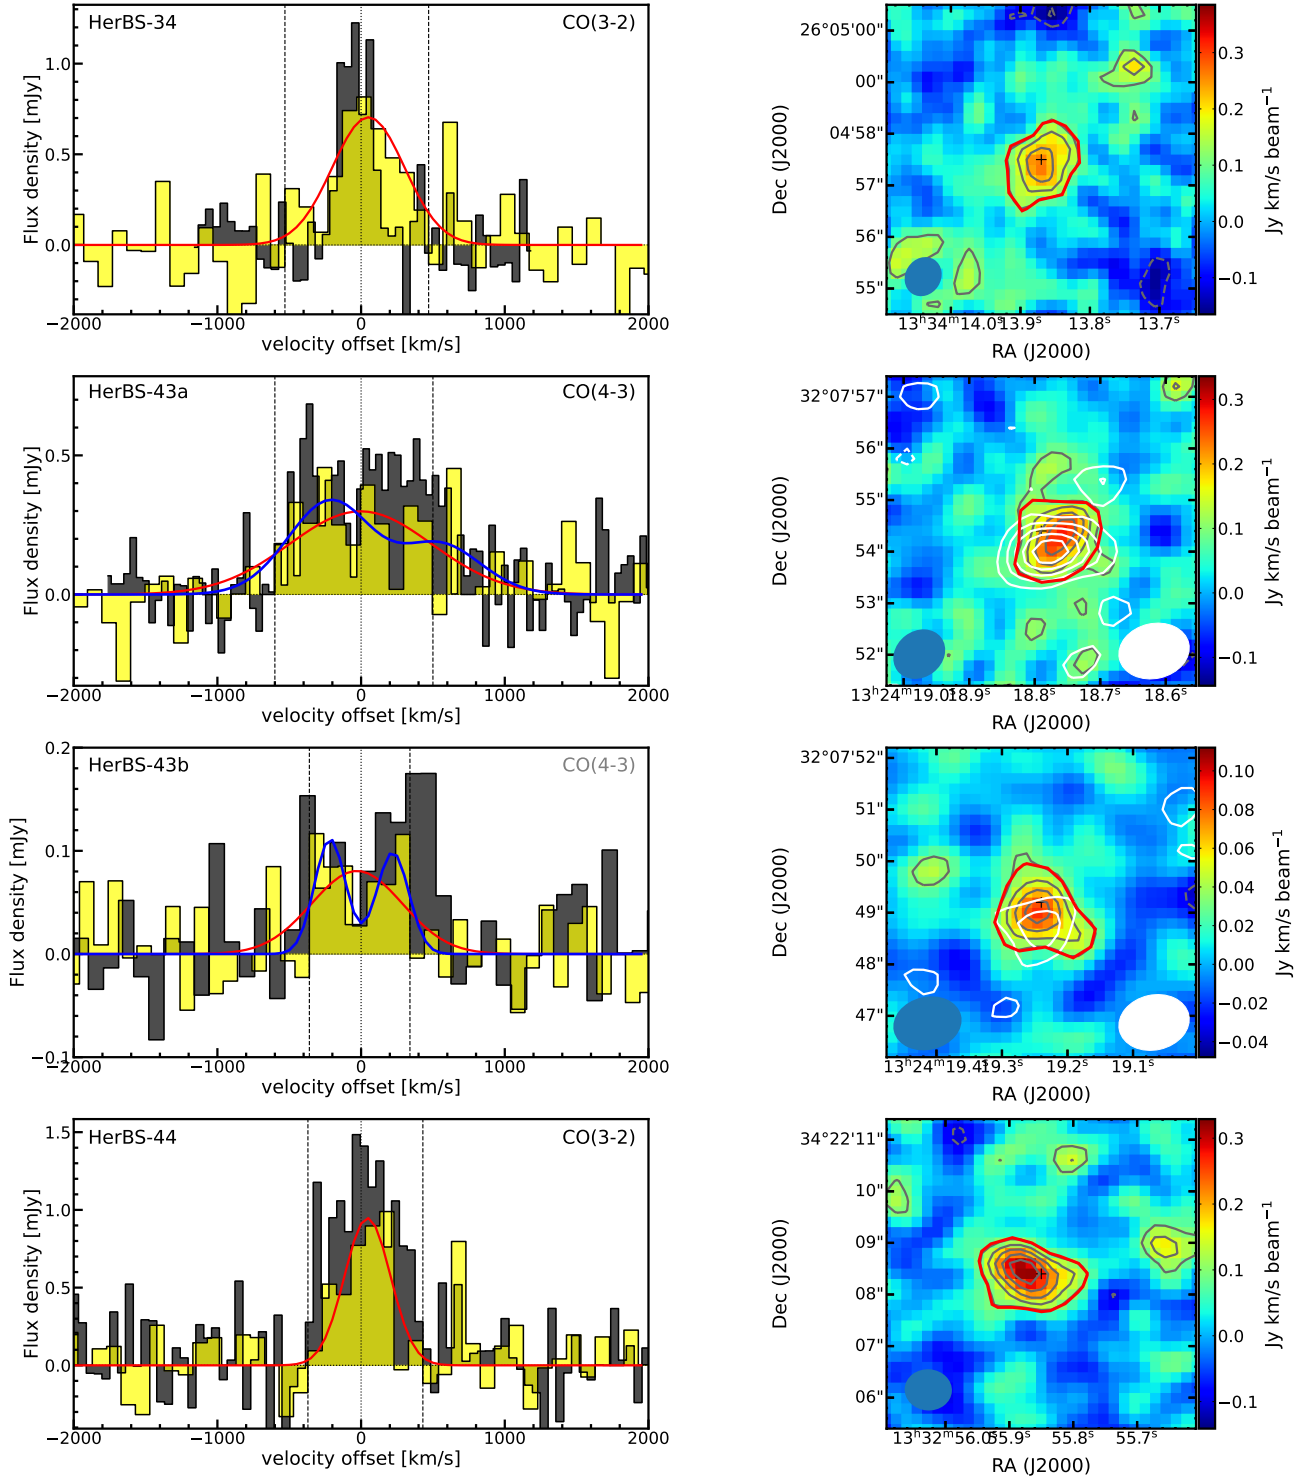 HerBS-34
CO(3-2)
Flux density [mJy]
1.0
0.5
0.0
−2000
−1000
0
1000
2000
velocity offset [km/s]
Dec (J2000)
26°05'00"
00"
04'58"
57"
56"
55"
13h34m14.0s13.9s
13.8s
13.7s
RA (J2000)
0.3
0.2
0.1
0.0
−0.1
Jy km/s beam−1
HerBS-43a
CO(4-3)
Flux density [mJy]
0.5
0.0
−2000
−1000
0
1000
2000
velocity offset [km/s]
Dec (J2000)
32°07'57"
56"
55"
54"
53"
52"
13h24m19.0s18.9s
18.8s
18.7s
18.6s
RA (J2000)
0.3
0.2
0.1
0.0
−0.1
Jy km/s beam−1
HerBS-43b
CO(4-3)
Flux density [mJy]
0.2
0.1
0.0
−0.1
−2000
−1000
0
1000
2000
velocity offset [km/s]
Dec (J2000)
32°07'52"
51"
50"
49"
48"
47"
13h24m19.4s19.3s
19.2s
19.1s
RA (J2000)
0.10
0.08
0.06
0.04
0.02
0.00
−0.02
−0.04
Jy km/s beam−1
HerBS-44
CO(3-2)
Flux density [mJy]
1.5
1.0
0.5
0.0
−2000
−1000
0
1000
2000
velocity offset [km/s]
Dec (J2000)
34°22'11"
10"
09"
08"
07"
06"
13h32m56.0s55.9s
55.8s
55.7s
RA (J2000)
0.3
0.2
0.1
0.0
−0.1
Jy km/s beam−1